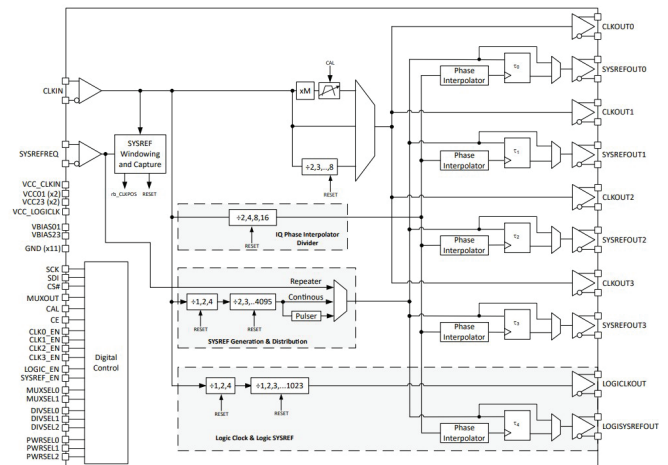 CLKOUT0
CAL
τ0
SYSREFOUT0
Phase
Interpolator
CLKIN
xM
CLKOUT1
SYSREFREQ
SYSREF
Windowing
and Capture
÷2,3,..,8
τ1
SYSREFOUT1
Phase
Interpolator
RESET
rb_CLKPOS
RESET
VCC_CLKIN
VCC01 (x2)
VCC23 (x2)
VCC_LOGICLK
VBIAS01
VBIAS23
GND (x11)
CLKOUT2
÷2,4,8,16
RESET
IQ Phase Interpolator
Divider
τ2
SYSREFOUT2
Phase
Interpolator
CLKOUT3
Repeater
÷1,2,4
÷2,3,..4095
Continous
Pulser
RESET
RESET
SYSREF Generation & Distribution
τ3
SYSREFOUT3
Phase
Interpolator
SCK
SDI
CS#
MUXOUT
CAL
CE
CLK0_EN
CLK1_EN
CLK2_EN
CLK3_EN
LOGIC_EN
SYSREF_EN
MUXSEL0
MUXSEL1
DIVSEL0
DIVSEL1
DIVSEL2
PWRSEL0
PWRSEL1
PWRSEL2
Digital
Control
÷1,2,4
÷1,2,3,...1023
RESET
RESET
Logic Clock & Logic SYSREF
LOGICLKOUT
τ4
LOGISYSREFOUT
Phase
Interpolator